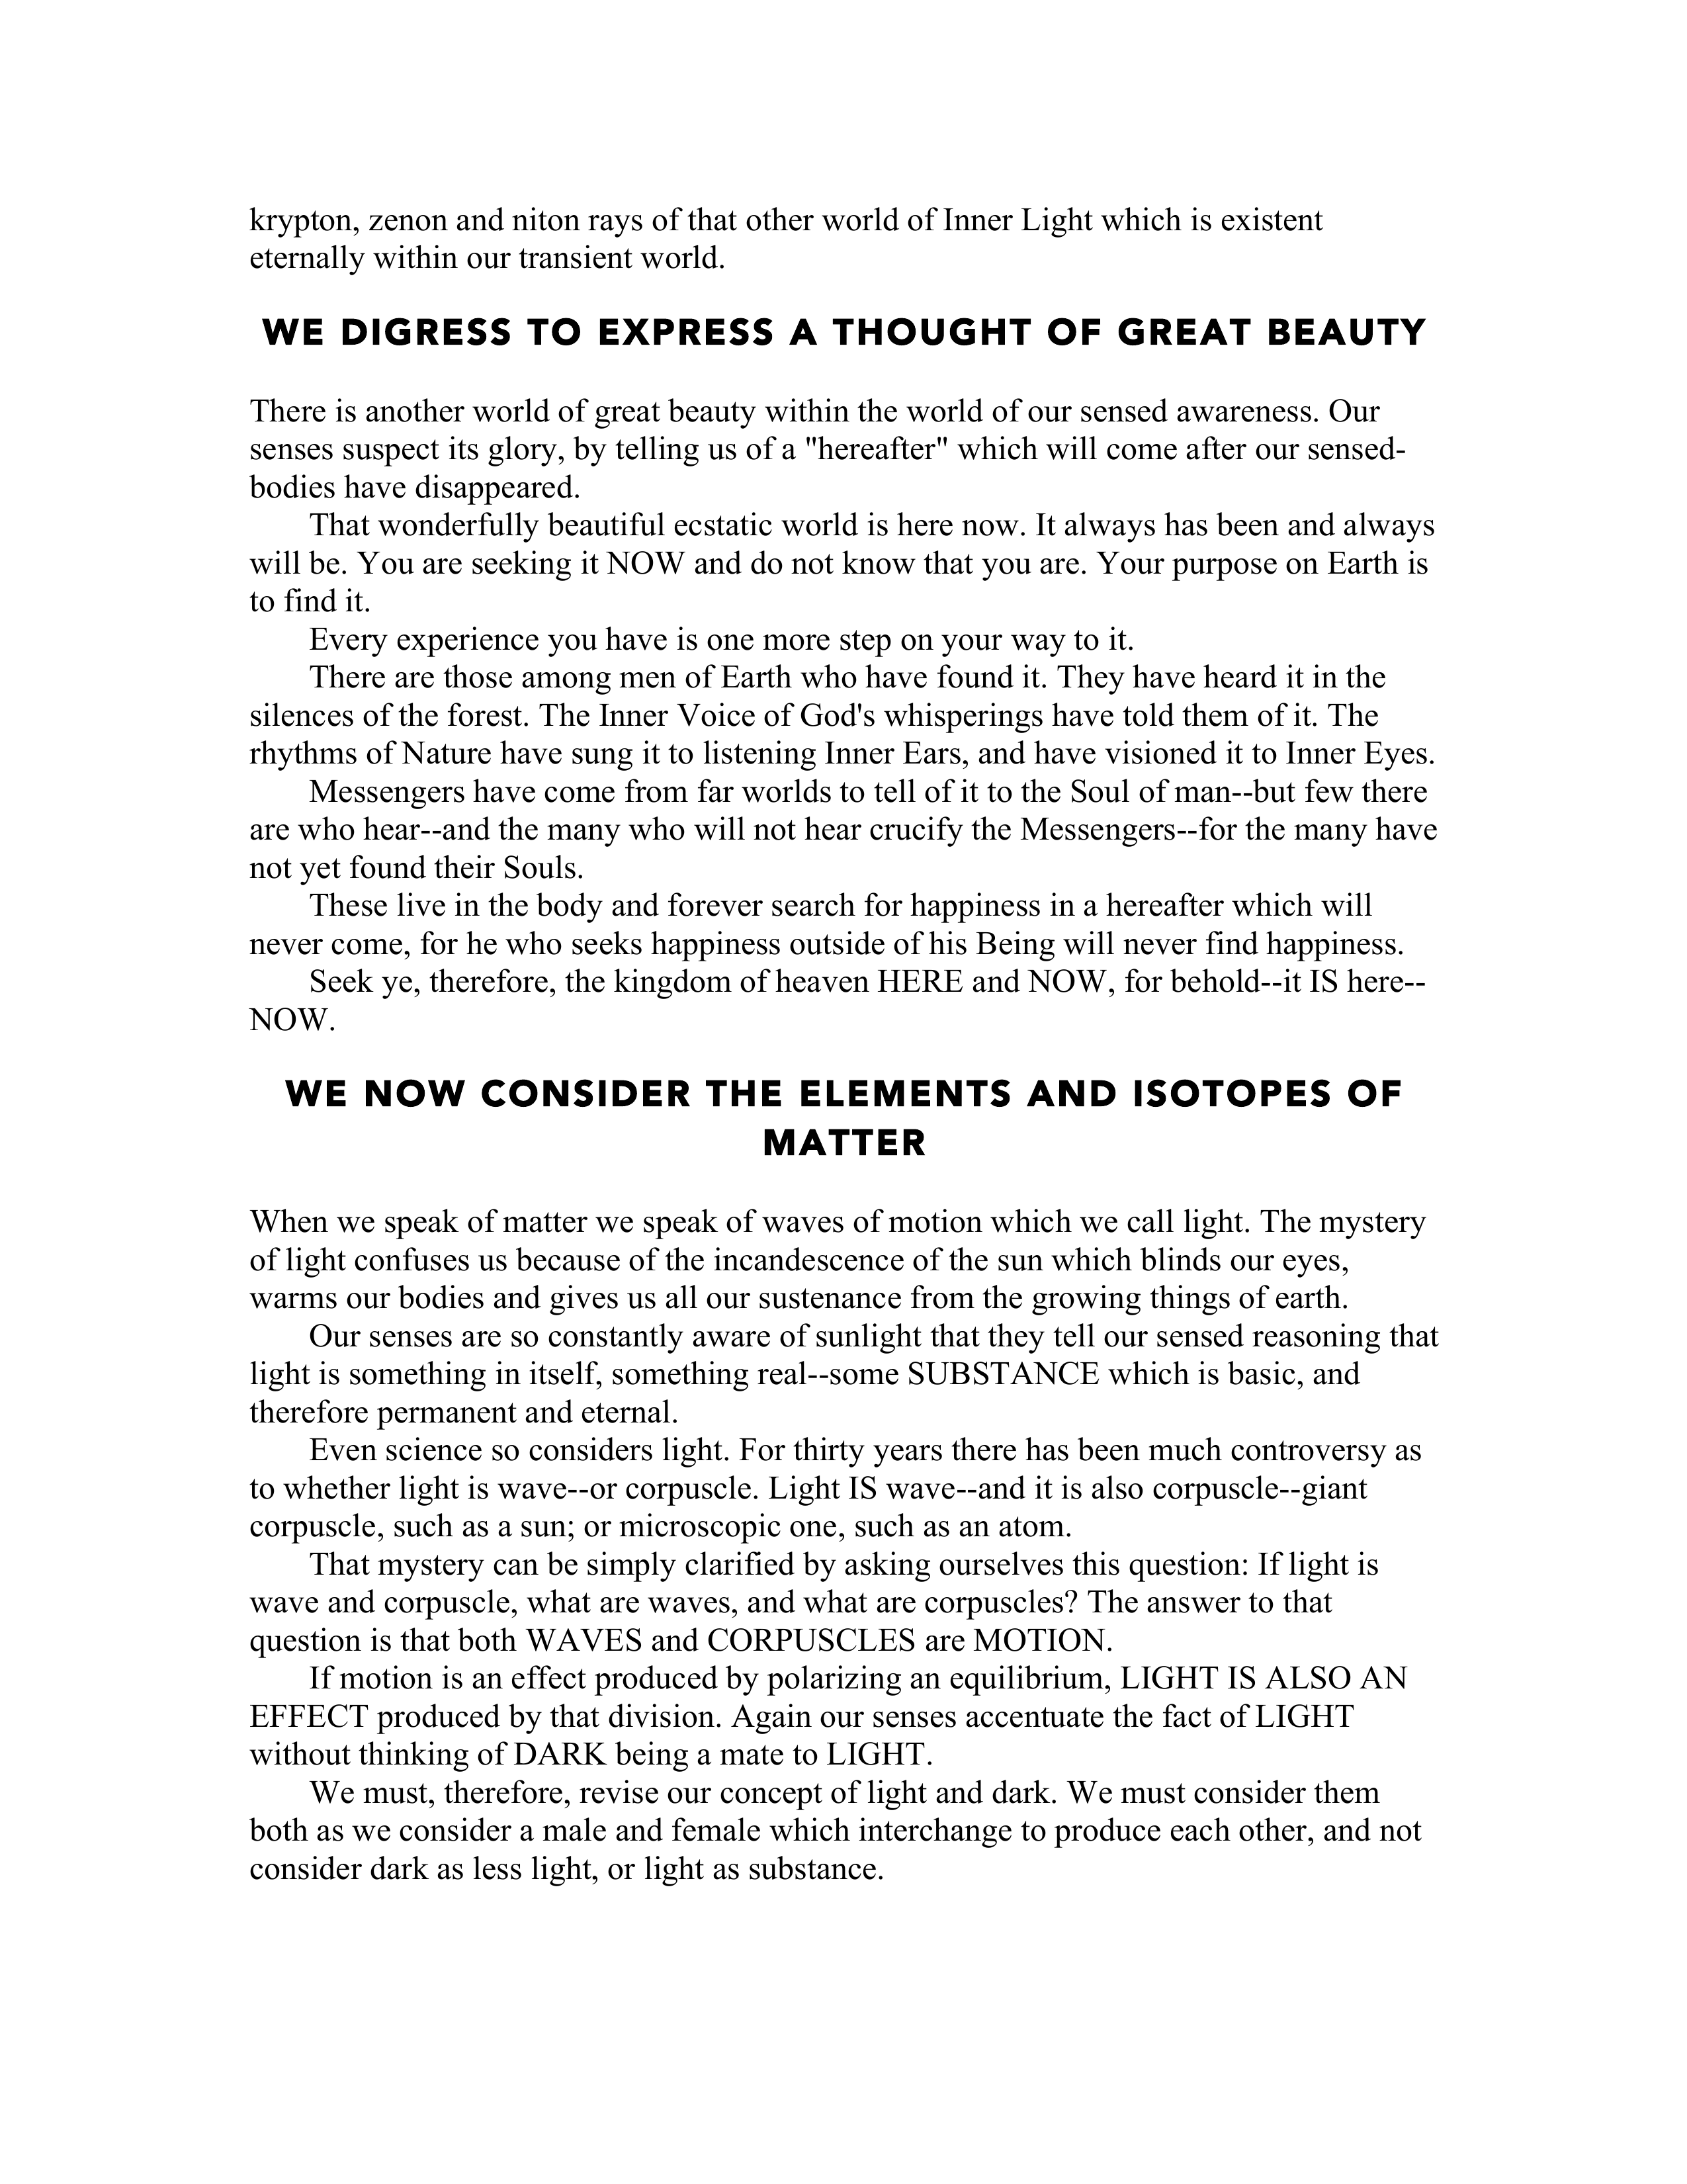 krypton, zenon and niton rays of that other world of Inner Light which is existent
eternally within our transient world.
WE DIGRESS TO EXPRESS A THOUGHT OF GREAT BEAUTY
There is another world of great beauty within the world of our sensed awareness. Our
senses suspect its glory, by telling us of a "hereafter" which will come after our sensed-
bodies have disappeared.
That wonderfully beautiful ecstatic world is here now. It always has been and always
will be. You are seeking it NOW and do not know that you are. Your purpose on Earth is
to find it.
Every experience you have is one more step on your way to it.
There are those among men of Earth who have found it. They have heard it in the
silences of the forest. The Inner Voice of God's whisperings have told them of it. The
rhythms of Nature have sung it to listening Inner Ears, and have visioned it to Inner Eyes.
Messengers have come from far worlds to tell of it to the Soul of man--but few there
are who hear--and the many who will not hear crucify the Messengers--for the many have
not yet found their Souls.
These live in the body and forever search for happiness in a hereafter which will
never come, for he who seeks happiness outside of his Being will never find happiness.
Seek ye, therefore, the kingdom of heaven HERE and NOW, for behold--it IS here--
NOW.
WE NOW CONSIDER THE ELEMENTS AND ISOTOPES OF
MATTER
When we speak of matter we speak of waves of motion which we call light. The mystery
of light confuses us because of the incandescence of the sun which blinds our eyes,
warms our bodies and gives us all our sustenance from the growing things of earth.
Our senses are so constantly aware of sunlight that they tell our sensed reasoning that
light is something in itself, something real--some SUBSTANCE which is basic, and
therefore permanent and eternal.
Even science so considers light. For thirty years there has been much controversy as
to whether light is wave--or corpuscle. Light IS wave--and it is also corpuscle--giant
corpuscle, such as a sun; or microscopic one, such as an atom.
That mystery can be simply clarified by asking ourselves this question: If light is
wave and corpuscle, what are waves, and what are corpuscles? The answer to that
question is that both WAVES and CORPUSCLES are MOTION.
If motion is an effect produced by polarizing an equilibrium, LIGHT IS ALSO AN
EFFECT produced by that division. Again our senses accentuate the fact of LIGHT
without thinking of DARK being a mate to LIGHT.
We must, therefore, revise our concept of light and dark. We must consider them
both as we consider a male and female which interchange to produce each other, and not
consider dark as less light, or light as substance.